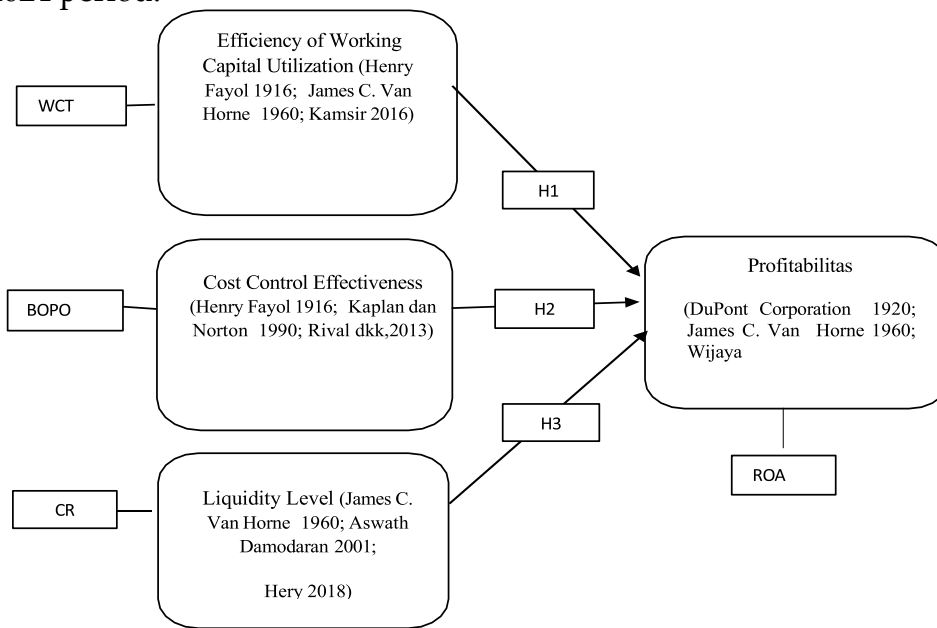 period.
Efficiency of Working
Capital Utilization (Henry
Fayol 1916; James C. Van
Horne 1960; Kamsir 2016)
WCT
H1
Cost Control Effectiveness
(Henry Fayol 1916; Kaplan dan
Norton 1990; Rival dkk,2013)
BOPO
H2
Profitabilitas
(DuPont Corporation 1920;
James C. Van Horne 1960;
Wijaya
H3
ROA
Liquidity Level (James C.
Van Horne 1960; Aswath
Damodaran 2001;
Hery 2018)
CR